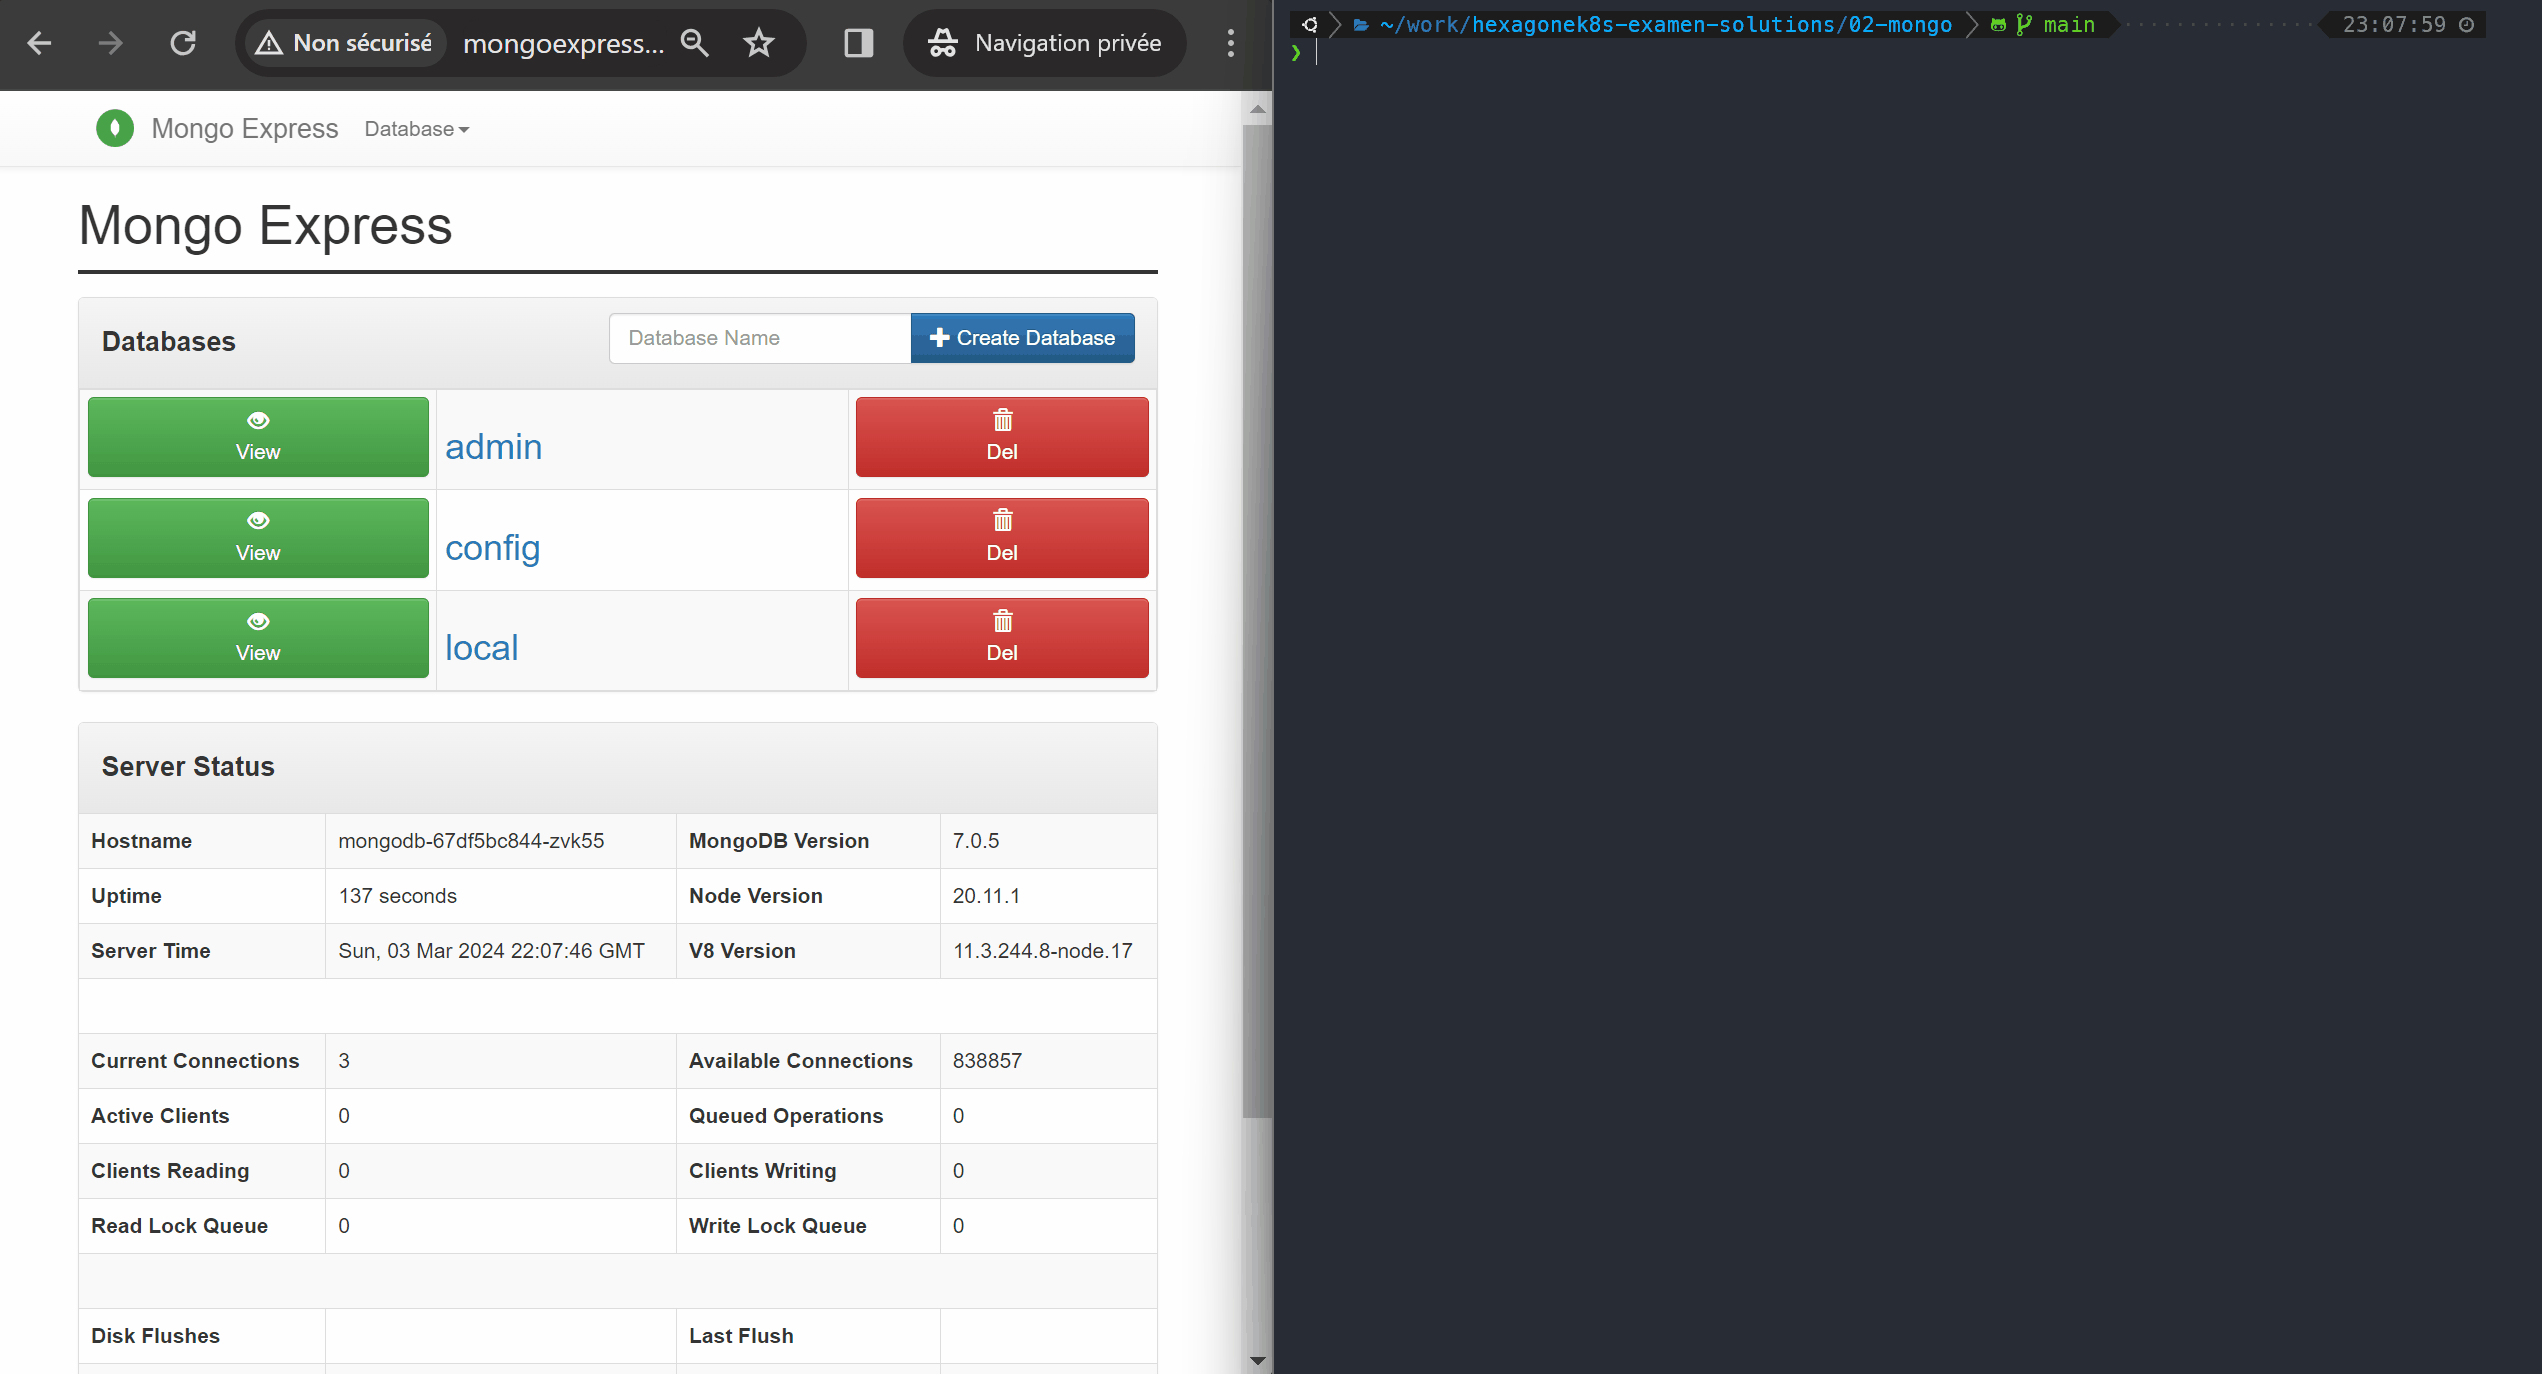 Non sécurisé mongoexpress... Navigation privée
Mongo Express Database
Mongo Express
Databases Database Name Create Database
View admin Del
View config Del
View local Del
Server Status
Hostname mongodb-67df5bc844-zvk55 MongoDB Version 7.0.5
Uptime 137 seconds Node Version 20.11.1
Server Time Sun, 03 Mar 2024 22:07:46 GMT V8 Version 11.3.244.8-node.17
Current Connections 3 Available Connections 838857
Active Clients 0 Queued Operations 0
Clients Reading 0 Clients Writing 0
Read Lock Queue 0 Write Lock Queue 0
Disk Flushes Last Flush
~/work/hexagonek8s-examen-solutions/02-mongo main 23:07:59
❯